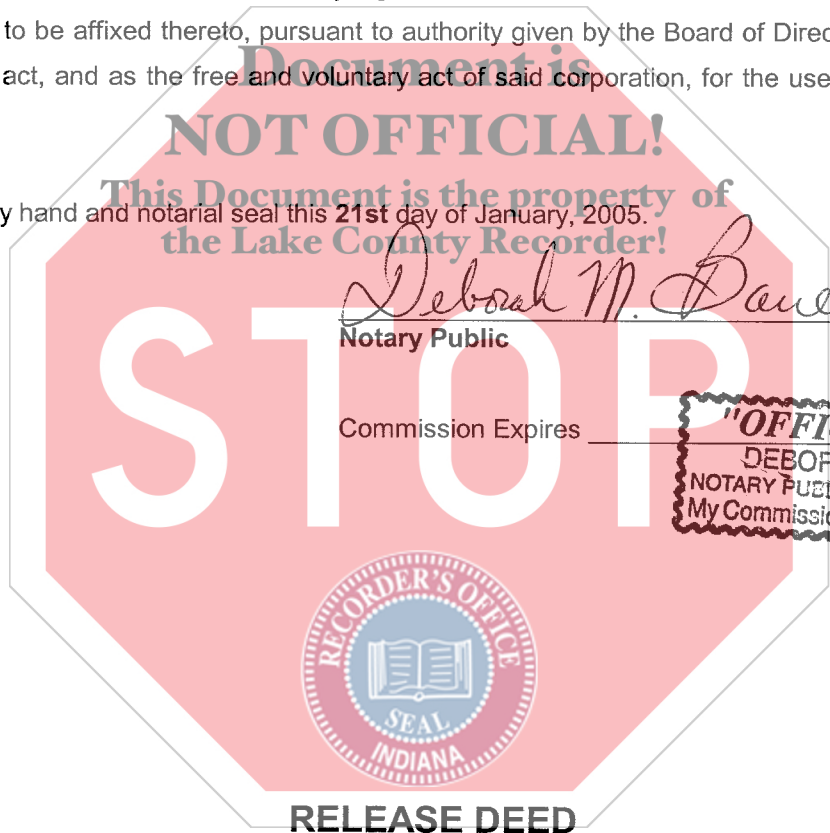 to be affixed thereto, pursuant to authority given by the Board of Direc
act, and as the free and voluntary act of said corporation, for the use
Document is
NOT OFFICIAL!
This Document is the property of
the Lake County Recorder!
y hand and notarial seal this 21st day of January, 2005.
Deborah M.
Notary Public
Commission Expires
"OFFI
DEBOR
NOTARY PUBL
My Commissio
STOP
RECORDER'S OFFICE
SEAL
INDIANA
RELEASE DEED